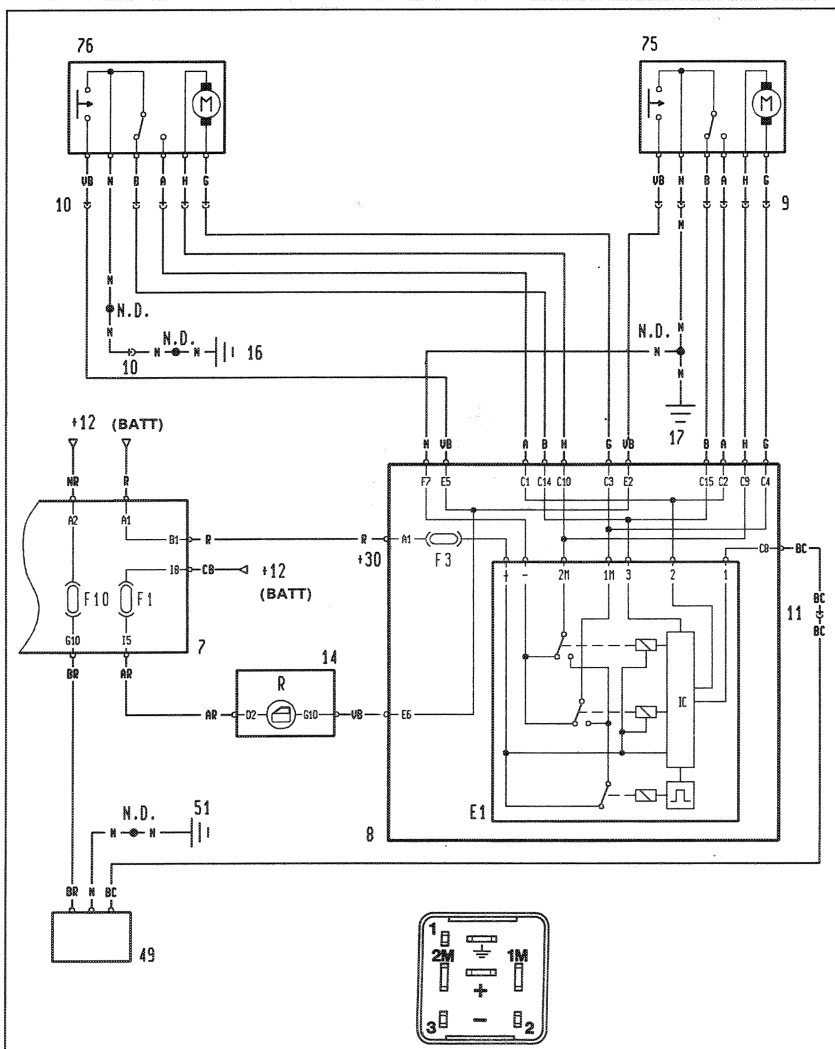 76 75
M M
VB N B A H G VB N B A H G
10 9
N N
N.D.
N.D. N.D.
N N N N
10 16 N
17
+12 (BATT)
NR R
N VB A B H G VB B A H G
F7 E5 C1 C14 C10 C3 E2 C15 C2 C9 C4
A2 A1
B1 R R A1 C8 BC
+30 F3
I8 CB +12
(BATT)
+ - 2M 1M 3 2 1
BC
11
BC
F10 F1
G10 I5
7
BR AR
14
R
AR D2 G10 VB E6
IC
E1
8
N.D. 51
N N
BR N BC
49
1
2M 1M
+
3 - 2